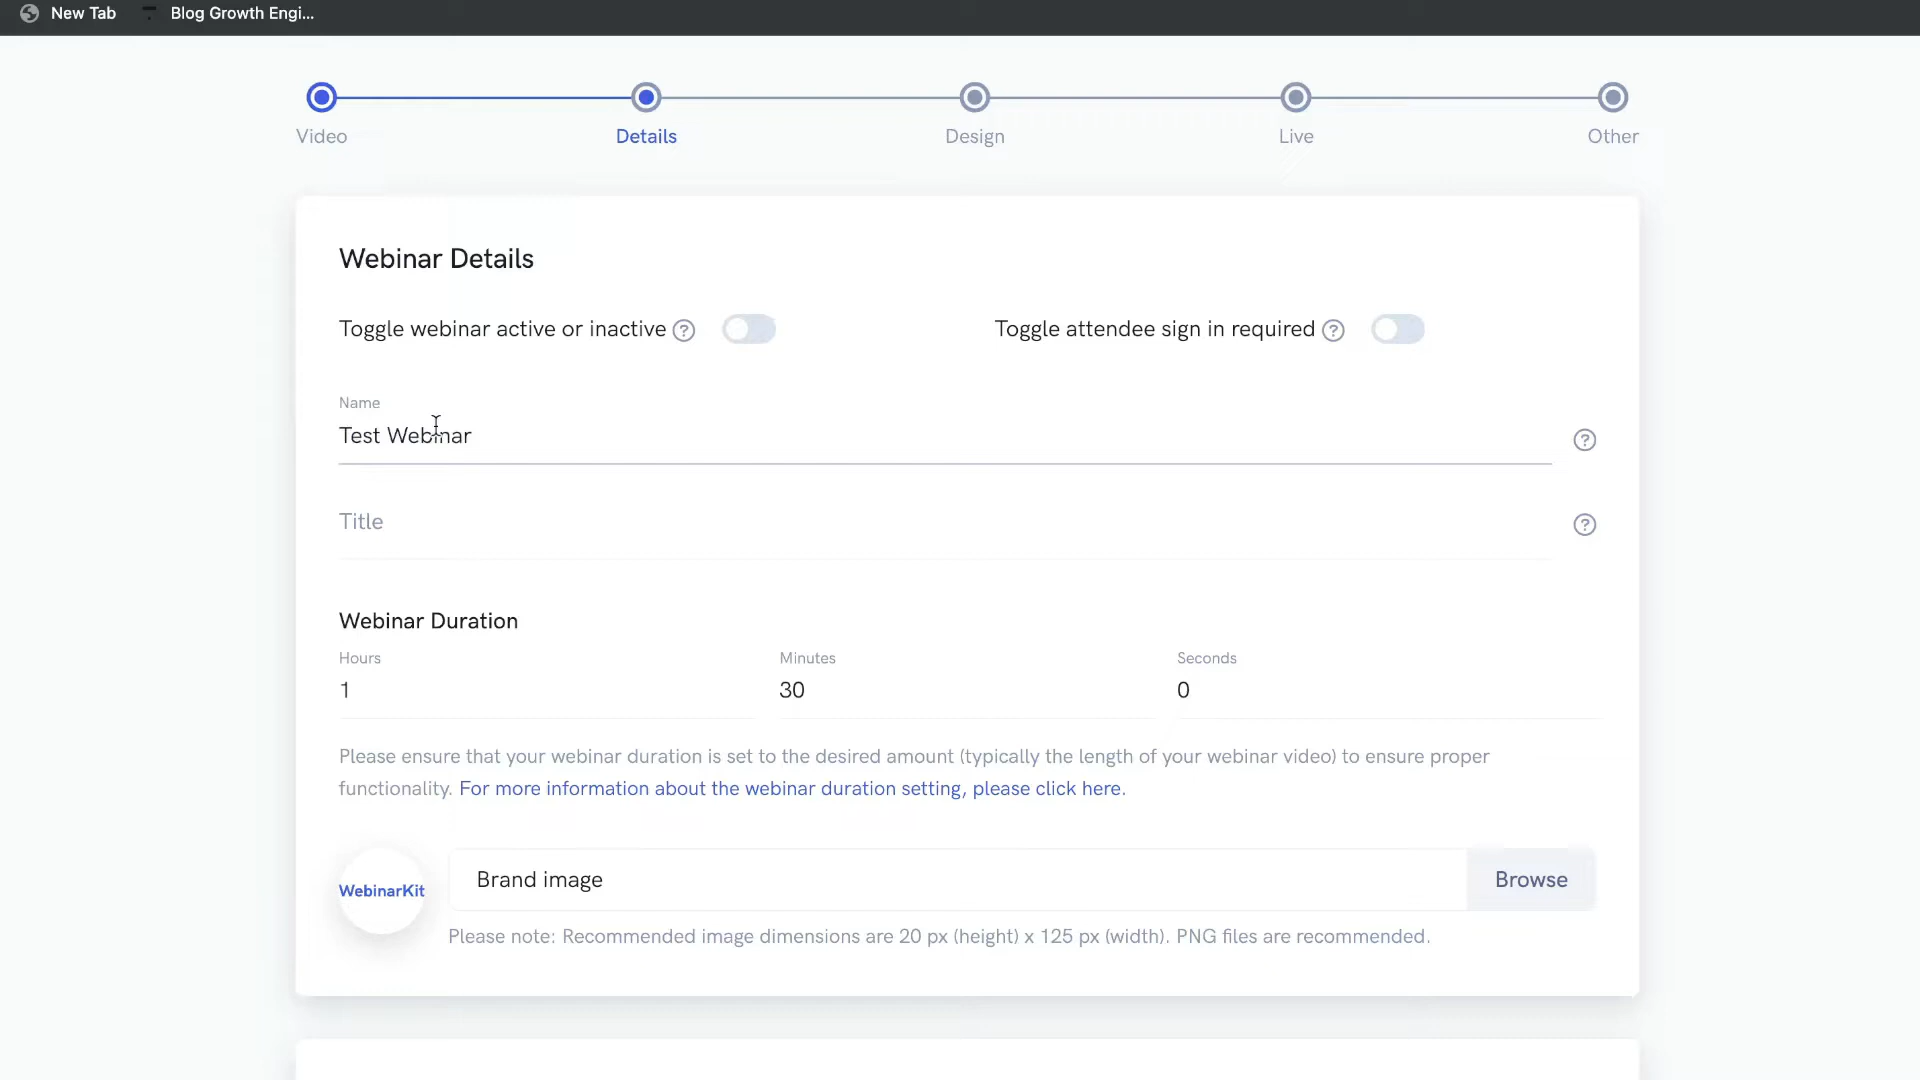 New Tab
Blog Growth Engi...
Video
Details
Design
Live
Other
Webinar Details
Toggle webinar active or inactive ?
Toggle attendee sign in required ?
Name
Test Webinar
?
Title
?
Webinar Duration
Hours
Minutes
Seconds
1
30
0
Please ensure that your webinar duration is set to the desired amount (typically the length of your webinar video) to ensure proper
functionality. For more information about the webinar duration setting, please click here.
WebinarKit
Brand image
Browse
Please note: Recommended image dimensions are 20 px (height) x 125 px (width). PNG files are recommended.